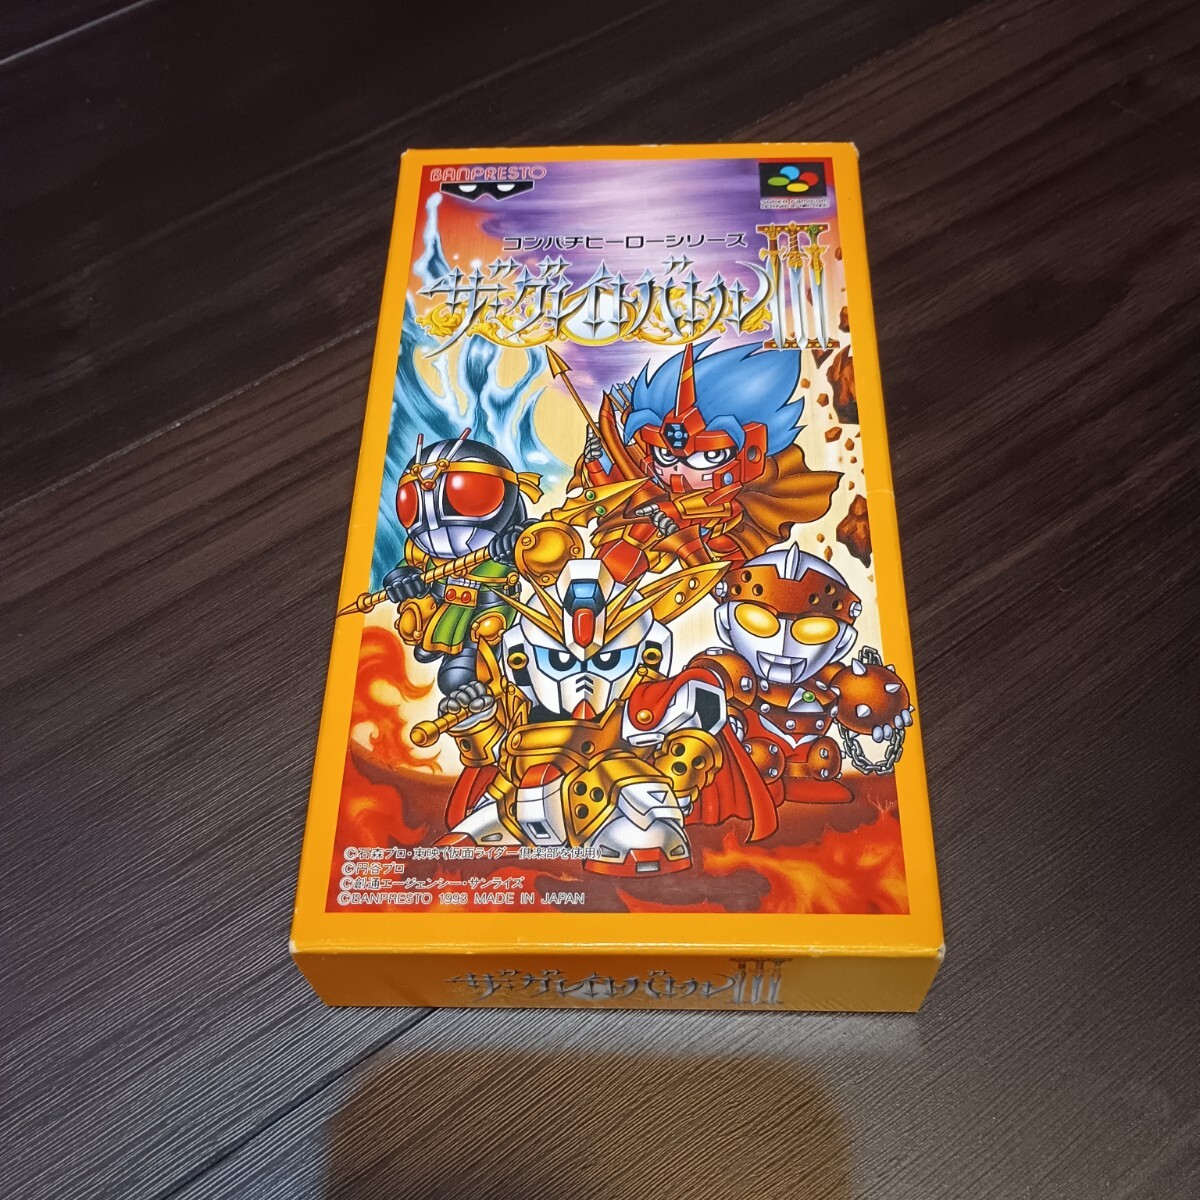 BANPRESTO
コンパチヒーローシリーズ
ザ・グレイトバトルIII
©石森プロ・東映(仮面ライダー倶楽部を使用)
©円谷プロ
©創通エージェンシー・サンライズ
©BANPRESTO 1993 MADE IN JAPAN
ザ・グレイトバトルIII